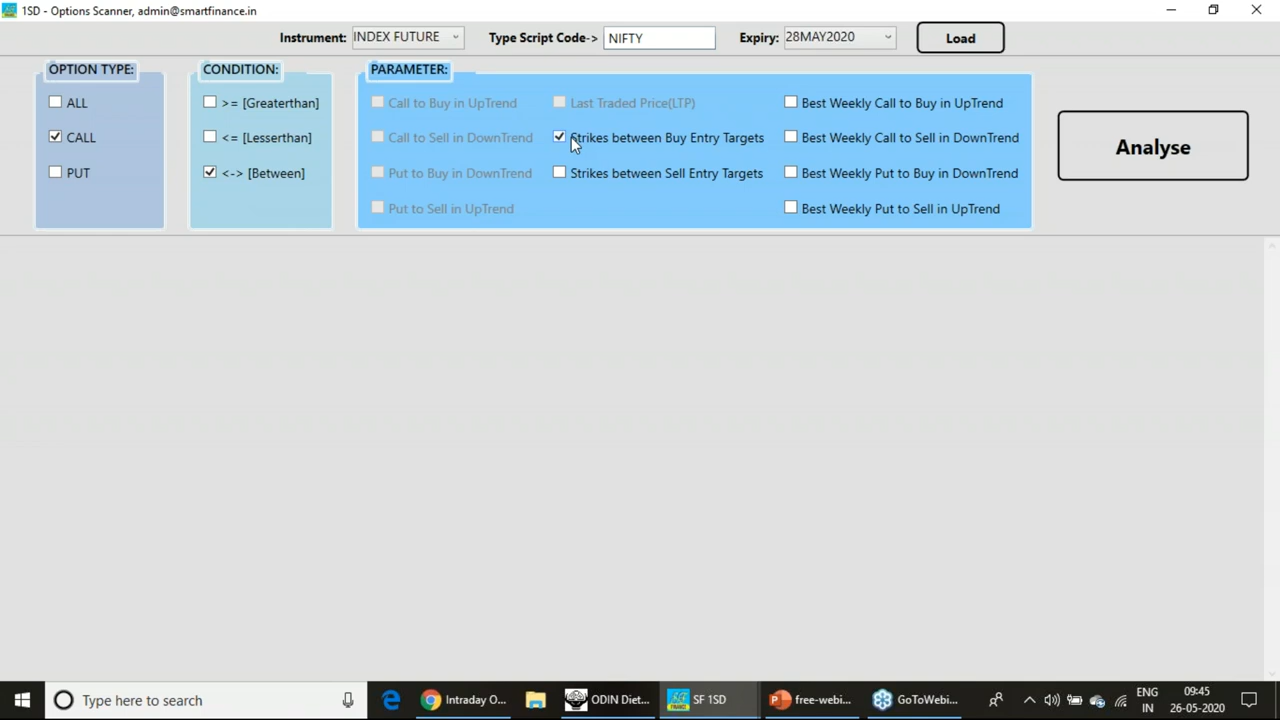 1SD - Options Scanner, admin@smartfinance.in
Instrument: INDEX FUTURE Type Script Code-> NIFTY Expiry: 28MAY2020 Load
OPTION TYPE: CONDITION: PARAMETER:
ALL >= [Greaterthan] Call to Buy in UpTrend Last Traded Price(LTP) Best Weekly Call to Buy in UpTrend
CALL <= [Lesserthan] Call to Sell in DownTrend Strikes between Buy Entry Targets Best Weekly Call to Sell in DownTrend
Analyse
PUT <-> [Between] Put to Buy in DownTrend Strikes between Sell Entry Targets Best Weekly Put to Buy in DownTrend
Put to Sell in UpTrend Best Weekly Put to Sell in UpTrend
Type here to search Intraday O... ODIN Diet... SF 1SD free-webi... GoToWebi... ENG IN 09:45 26-05-2020